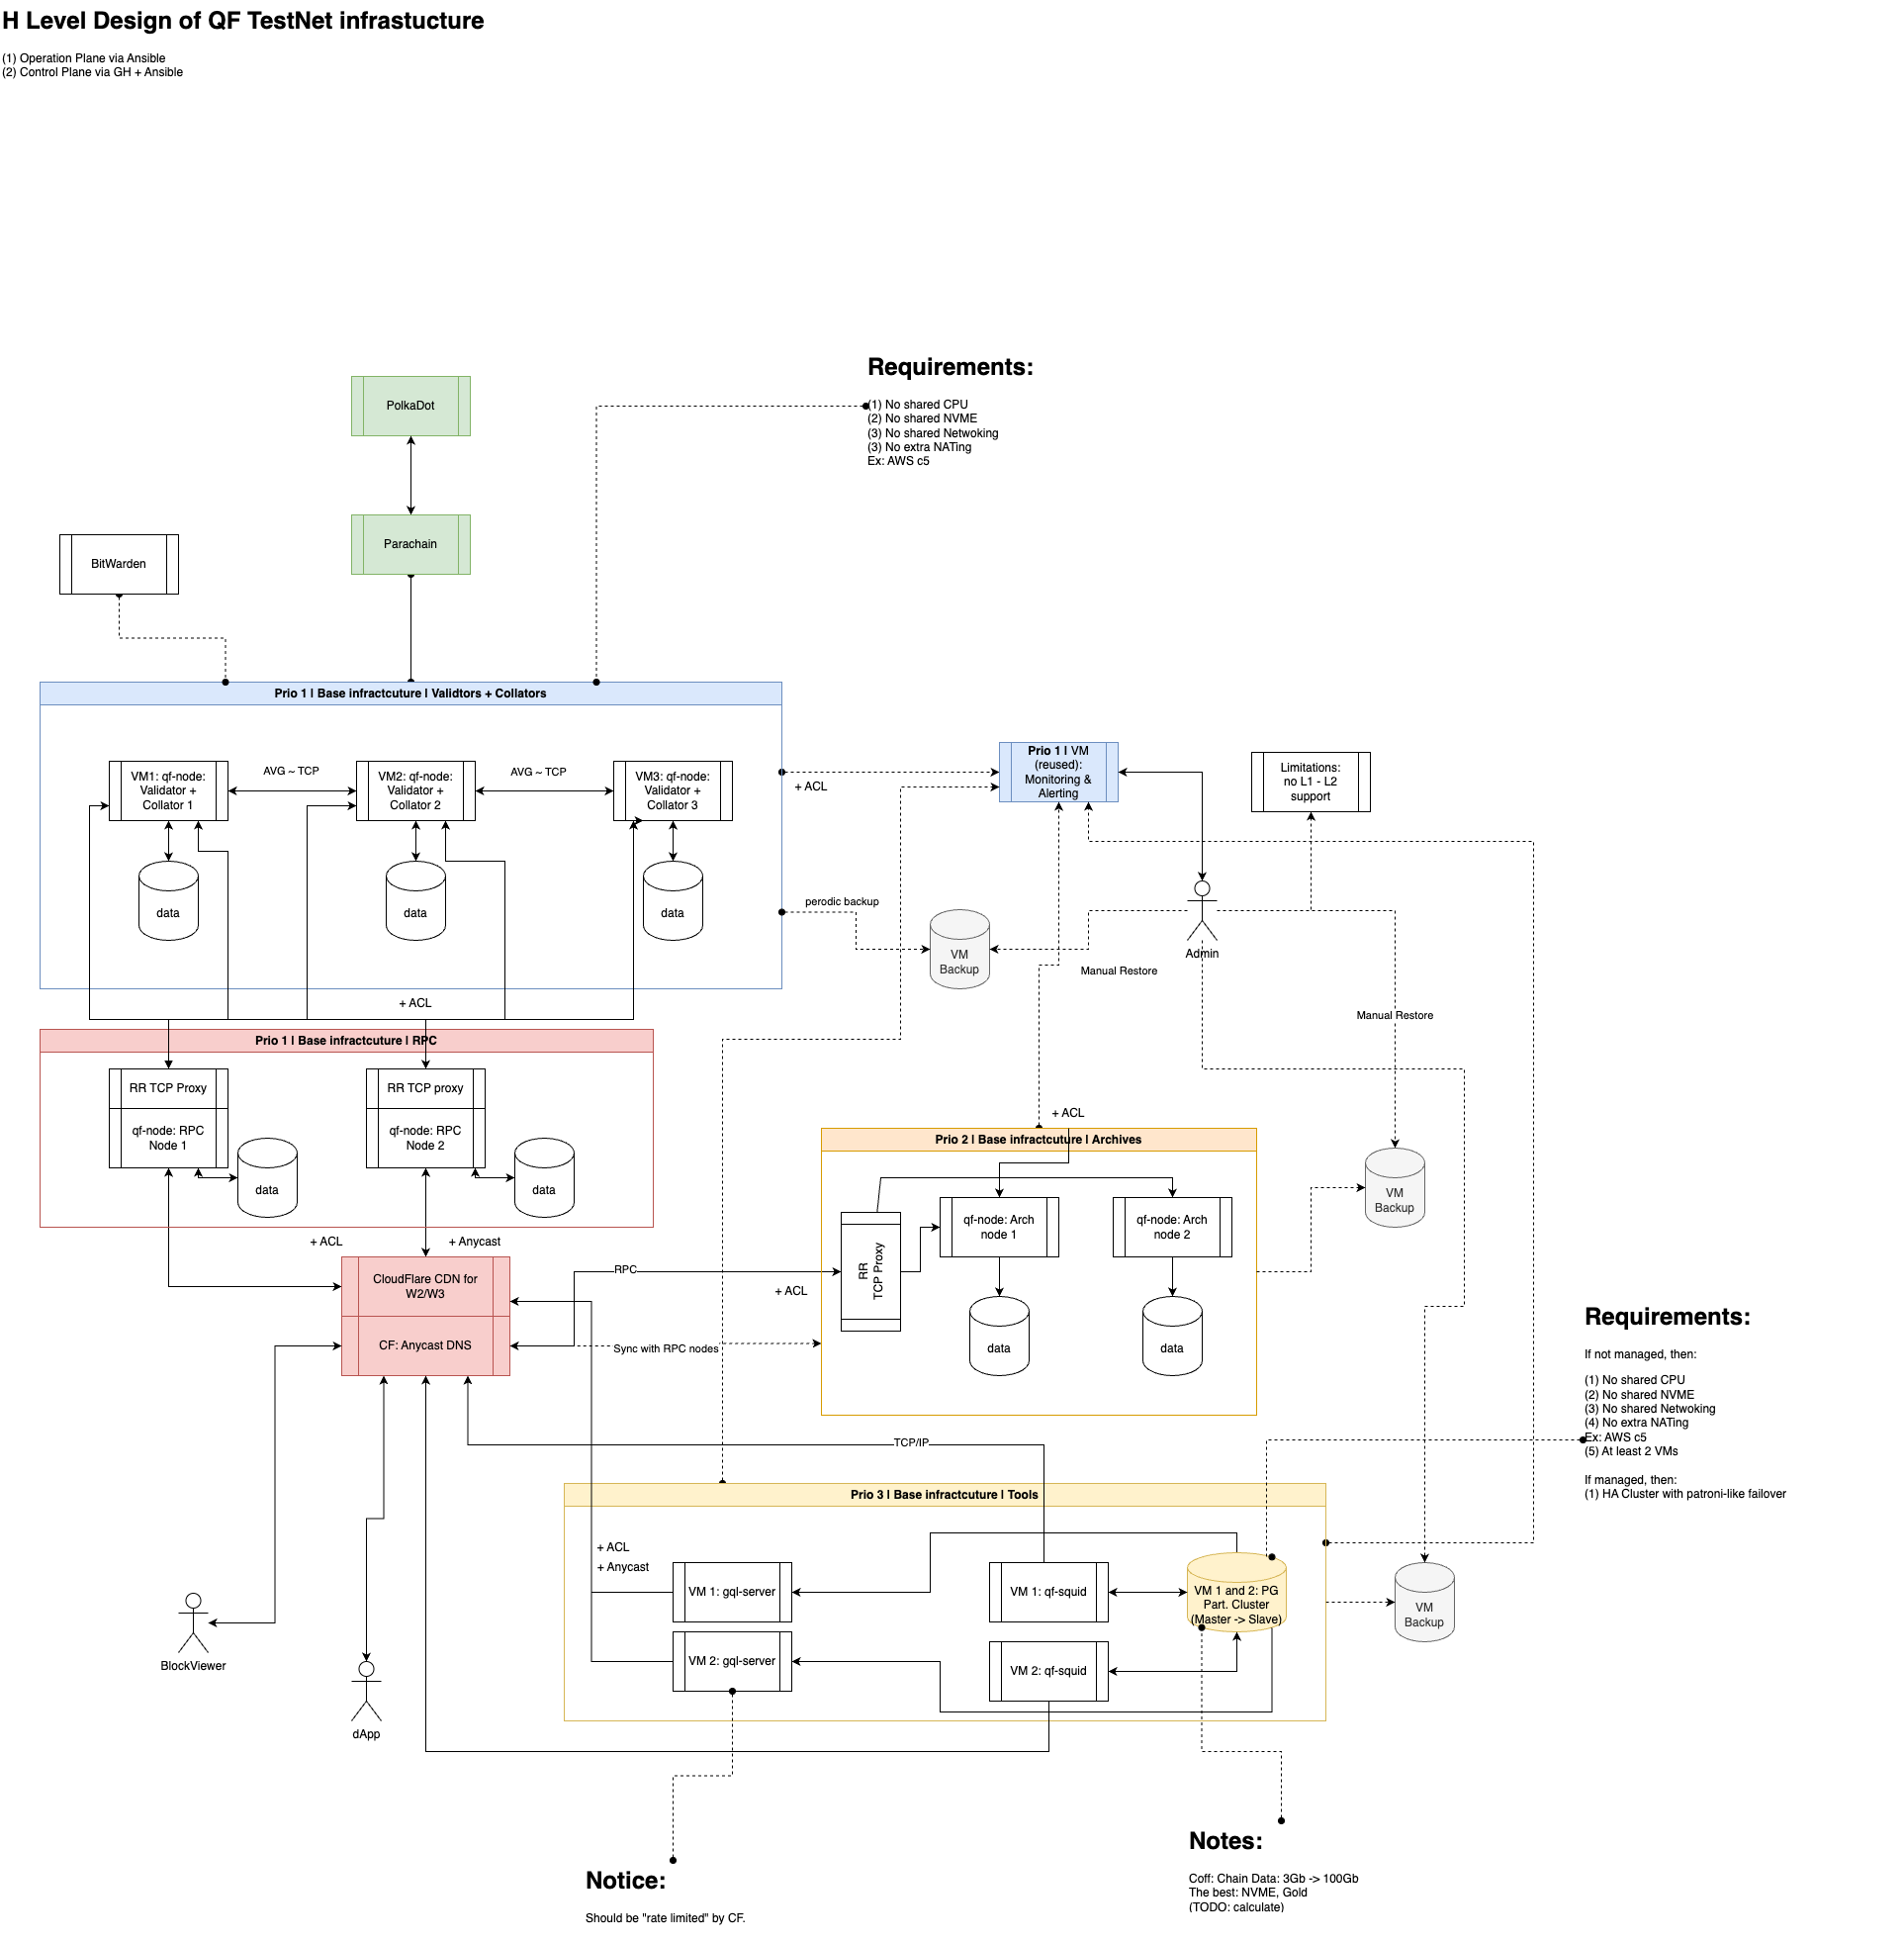 H Level Design of QF TestNet infrastucture
(1) Operation Plane via Ansible
(2) Control Plane via GH + Ansible
Requirements:
(1) No shared CPU
(2) No shared NVME
(3) No shared Netwoking
(3) No extra NATing
Ex: AWS c5
PolkaDot
Parachain
BitWarden
Prio 1 | Base infractcuture | Validtors + Collators
VM1: qf-node:
Validator +
Collator 1
AVG ~ TCP
VM2: qf-node:
Validator +
Collator 2
AVG ~ TCP
VM3: qf-node:
Validator +
Collator 3
data
data
data
+ ACL
Prio 1 | VM
(reused):
Monitoring &
Alerting
Limitations:
no L1 - L2
support
perodic backup
VM
Backup
Admin
Manual Restore
Manual Restore
+ ACL
Prio 1 | Base infractcuture | RPC
RR TCP Proxy
qf-node: RPC
Node 1
data
RR TCP proxy
qf-node: RPC
Node 2
data
+ ACL
Prio 2 | Base infractcuture | Archives
RR
TCP Proxy
qf-node: Arch
node 1
qf-node: Arch
node 2
data
data
VM
Backup
+ ACL
+ Anycast
CloudFlare CDN for
W2/W3
CF: Anycast DNS
RPC
+ ACL
Sync with RPC nodes
Requirements:
If not managed, then:
(1) No shared CPU
(2) No shared NVME
(3) No shared Netwoking
(4) No extra NATing
Ex: AWS c5
(5) At least 2 VMs
If managed, then:
(1) HA Cluster with patroni-like failover
TCP/IP
Prio 3 | Base infractcuture | Tools
+ ACL
+ Anycast
VM 1: gql-server
VM 1: qf-squid
VM 1 and 2: PG
Part. Cluster
(Master -> Slave)
VM 2: gql-server
VM 2: qf-squid
VM
Backup
BlockViewer
dApp
Notice:
Should be "rate limited" by CF.
Notes:
Coff: Chain Data: 3Gb -> 100Gb
The best: NVME, Gold
(TODO: calculate)